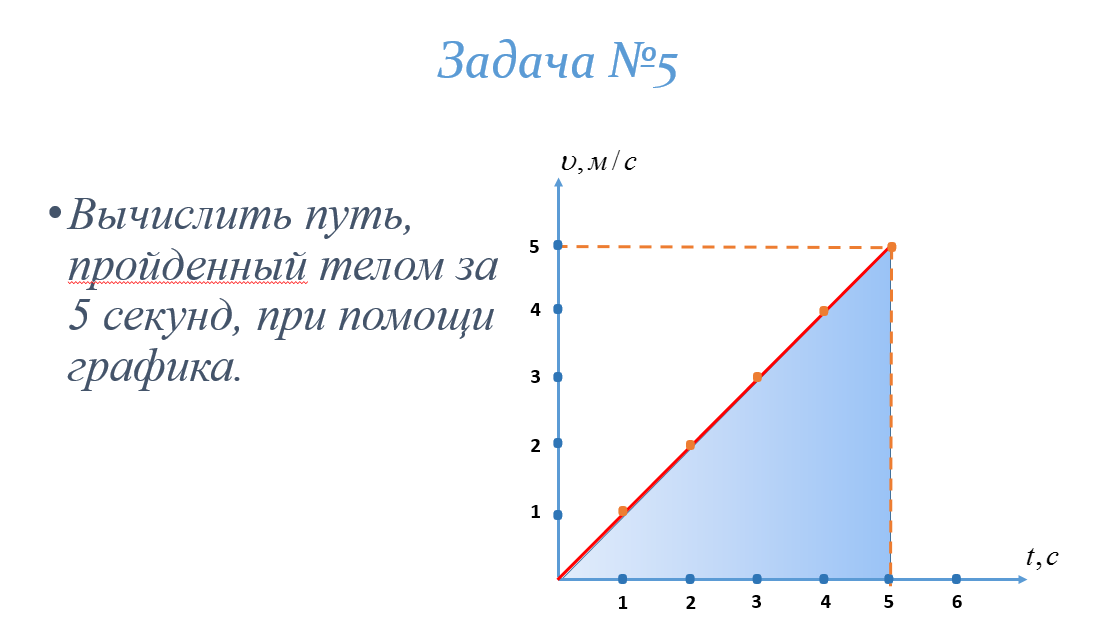 Задача №5
• Вычислить путь,
пройденный телом за
5 секунд, при помощи
графика.
υ, м / с
5
4
3
2
1
t, с
1 2 3 4 5 6